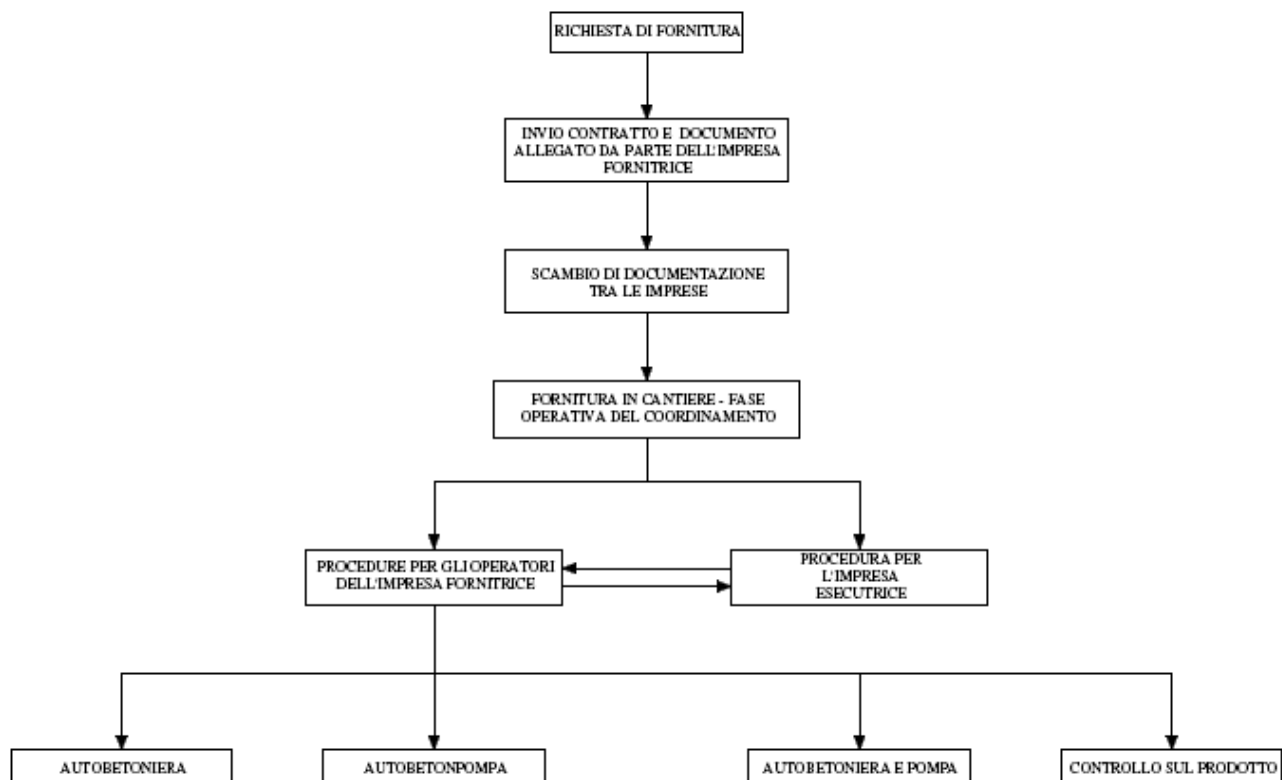 RICHIESTA DI FORNITURA
INVIO CONTRATTO E DOCUMENTO
ALLEGATO DA PARTE DELL'IMPRESA
FORNITRICE
SCAMBIO DI DOCUMENTAZIONE
TRA LE IMPRESE
FORNITURA IN CANTIERE - FASE
OPERATIVA DEL COORDINAMENTO
PROCEDURE PER GLI OPERATORI
DELL'IMPRESA FORNITRICE
PROCEDURA PER
L'IMPRESA
ESECUTRICE
AUTOBETONIERA
AUTOBETONPOMPA
AUTOBETONIERA E POMPA
CONTROLLO SUL PRODOTTO